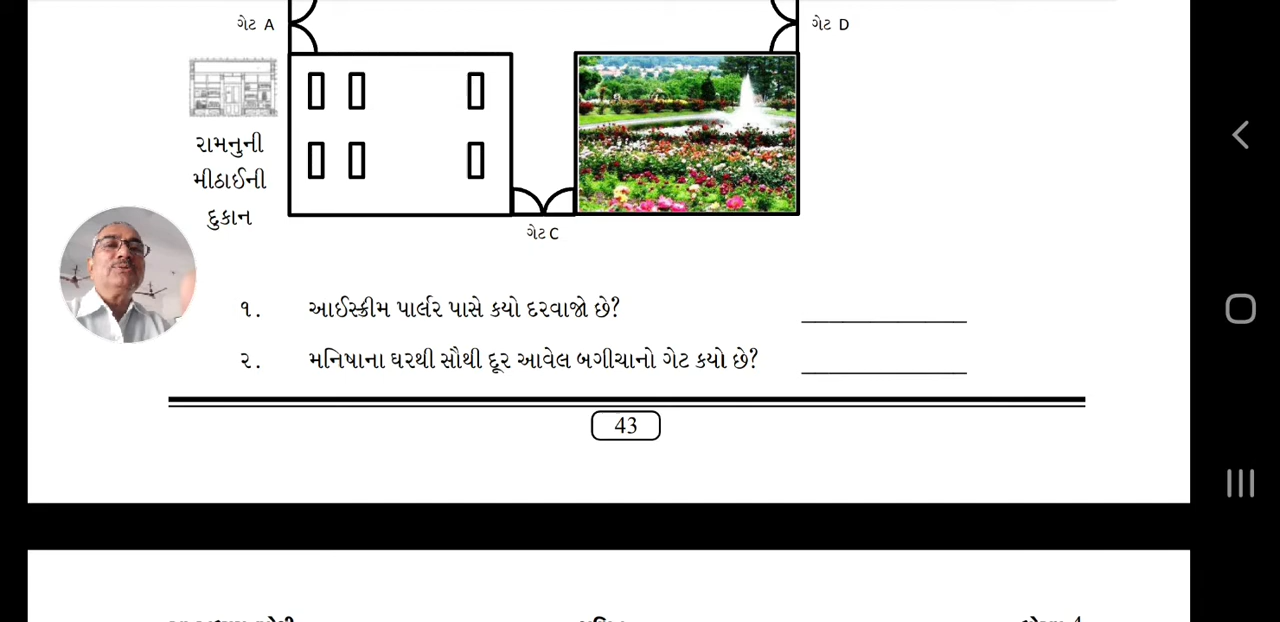 ગેટ A
ગેટ D
રામનુની
મીઠાઈની
દુકાન
ગેટ C
૧. આઈસ્ક્રીમ પાર્લર પાસે કયો દરવાજો છે?
૨. મનિષાના ઘરથી સૌથી દૂર આવેલ બગીચાનો ગેટ કયો છે?
43